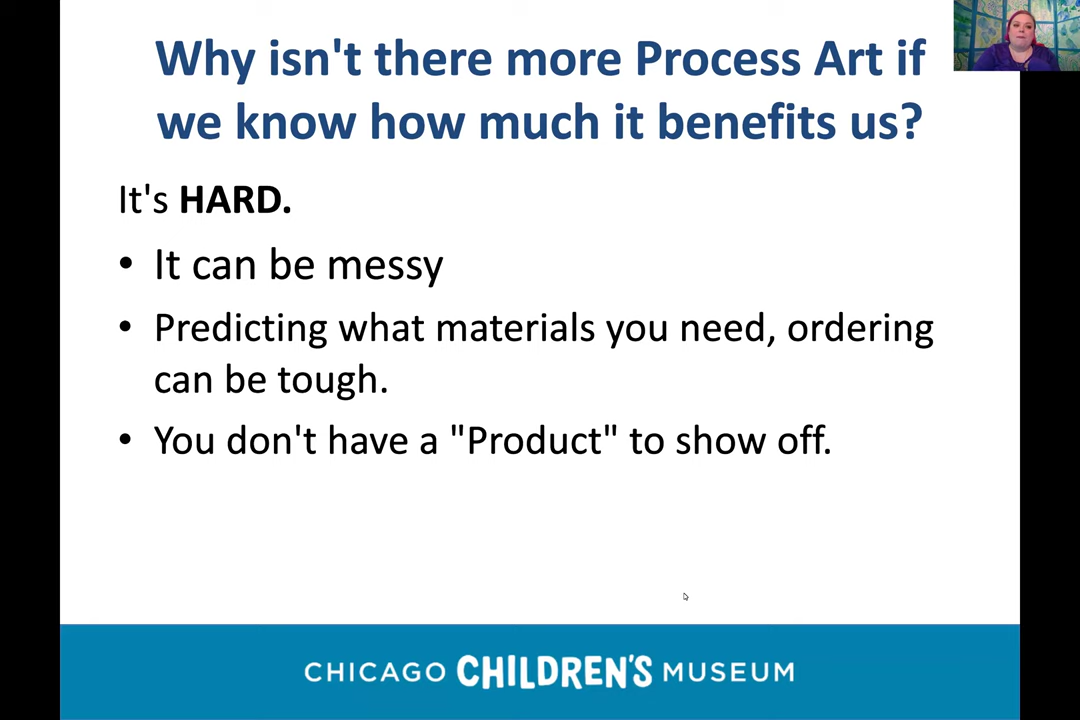 Why isn't there more Process Art if
we know how much it benefits us?
It's HARD.
• It can be messy
• Predicting what materials you need, ordering
can be tough.
• You don't have a "Product" to show off.
CHICAGO CHILDREN'S MUSEUM